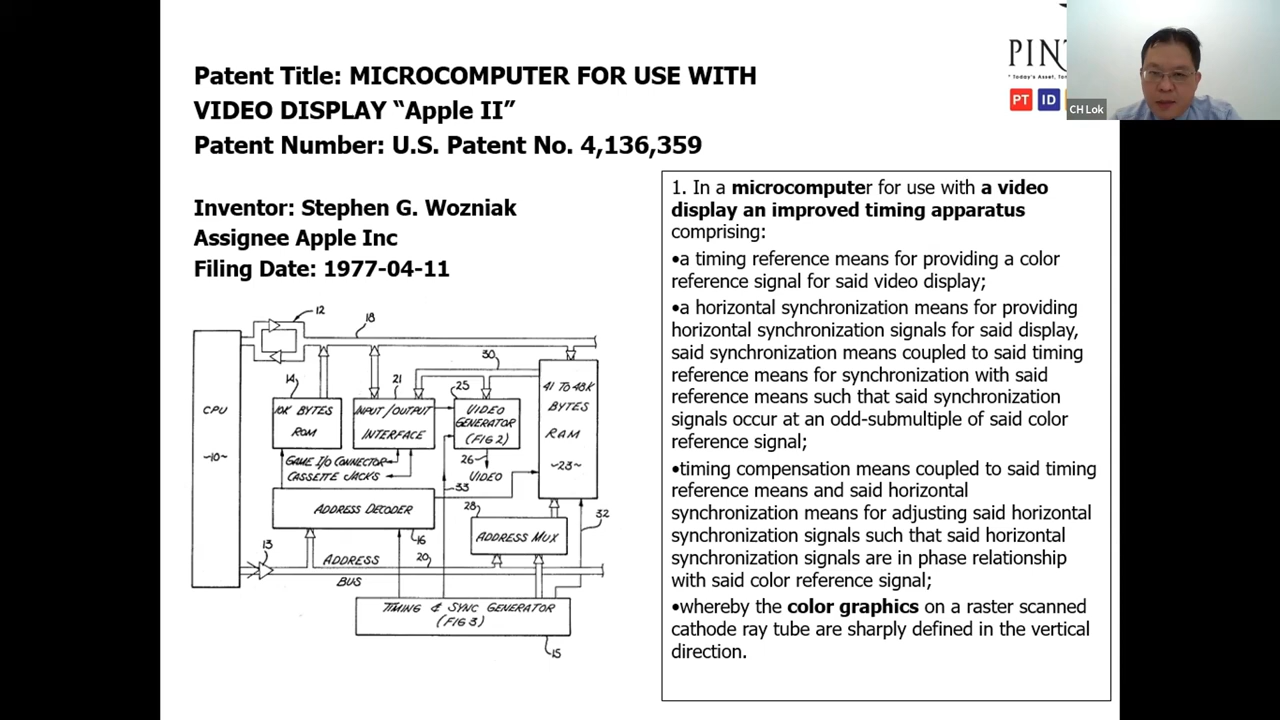 Patent Title: MICROCOMPUTER FOR USE WITH
VIDEO DISPLAY “Apple II”
Patent Number: U.S. Patent No. 4,136,359
Inventor: Stephen G. Wozniak
Assignee Apple Inc
Filing Date: 1977-04-11
PIN
PT ID
CH Lok
1. In a microcomputer for use with a video
display an improved timing apparatus
comprising:
•a timing reference means for providing a color
reference signal for said video display;
•a horizontal synchronization means for providing
horizontal synchronization signals for said display,
said synchronization means coupled to said timing
reference means for synchronization with said
reference means such that said synchronization
signals occur at an odd-submultiple of said color
reference signal;
•timing compensation means coupled to said timing
reference means and said horizontal
synchronization means for adjusting said horizontal
synchronization signals such that said horizontal
synchronization signals are in phase relationship
with said color reference signal;
•whereby the color graphics on a raster scanned
cathode ray tube are sharply defined in the vertical
direction.
12
18
30
14
21
25
CPU
~10~
10K BYTES
ROM
INPUT/OUTPUT
INTERFACE
VIDEO
GENERATOR
(FIG 2)
BYTES
RAM
~23~
GAME I/O CONNECTOR
CASSETTE JACKS
26
VIDEO
33
ADDRESS DECODER
28
32
ADDRESS MUX
16
13
ADDRESS
20
BUS
TIMING & SYNC GENERATOR
(FIG 3)
15